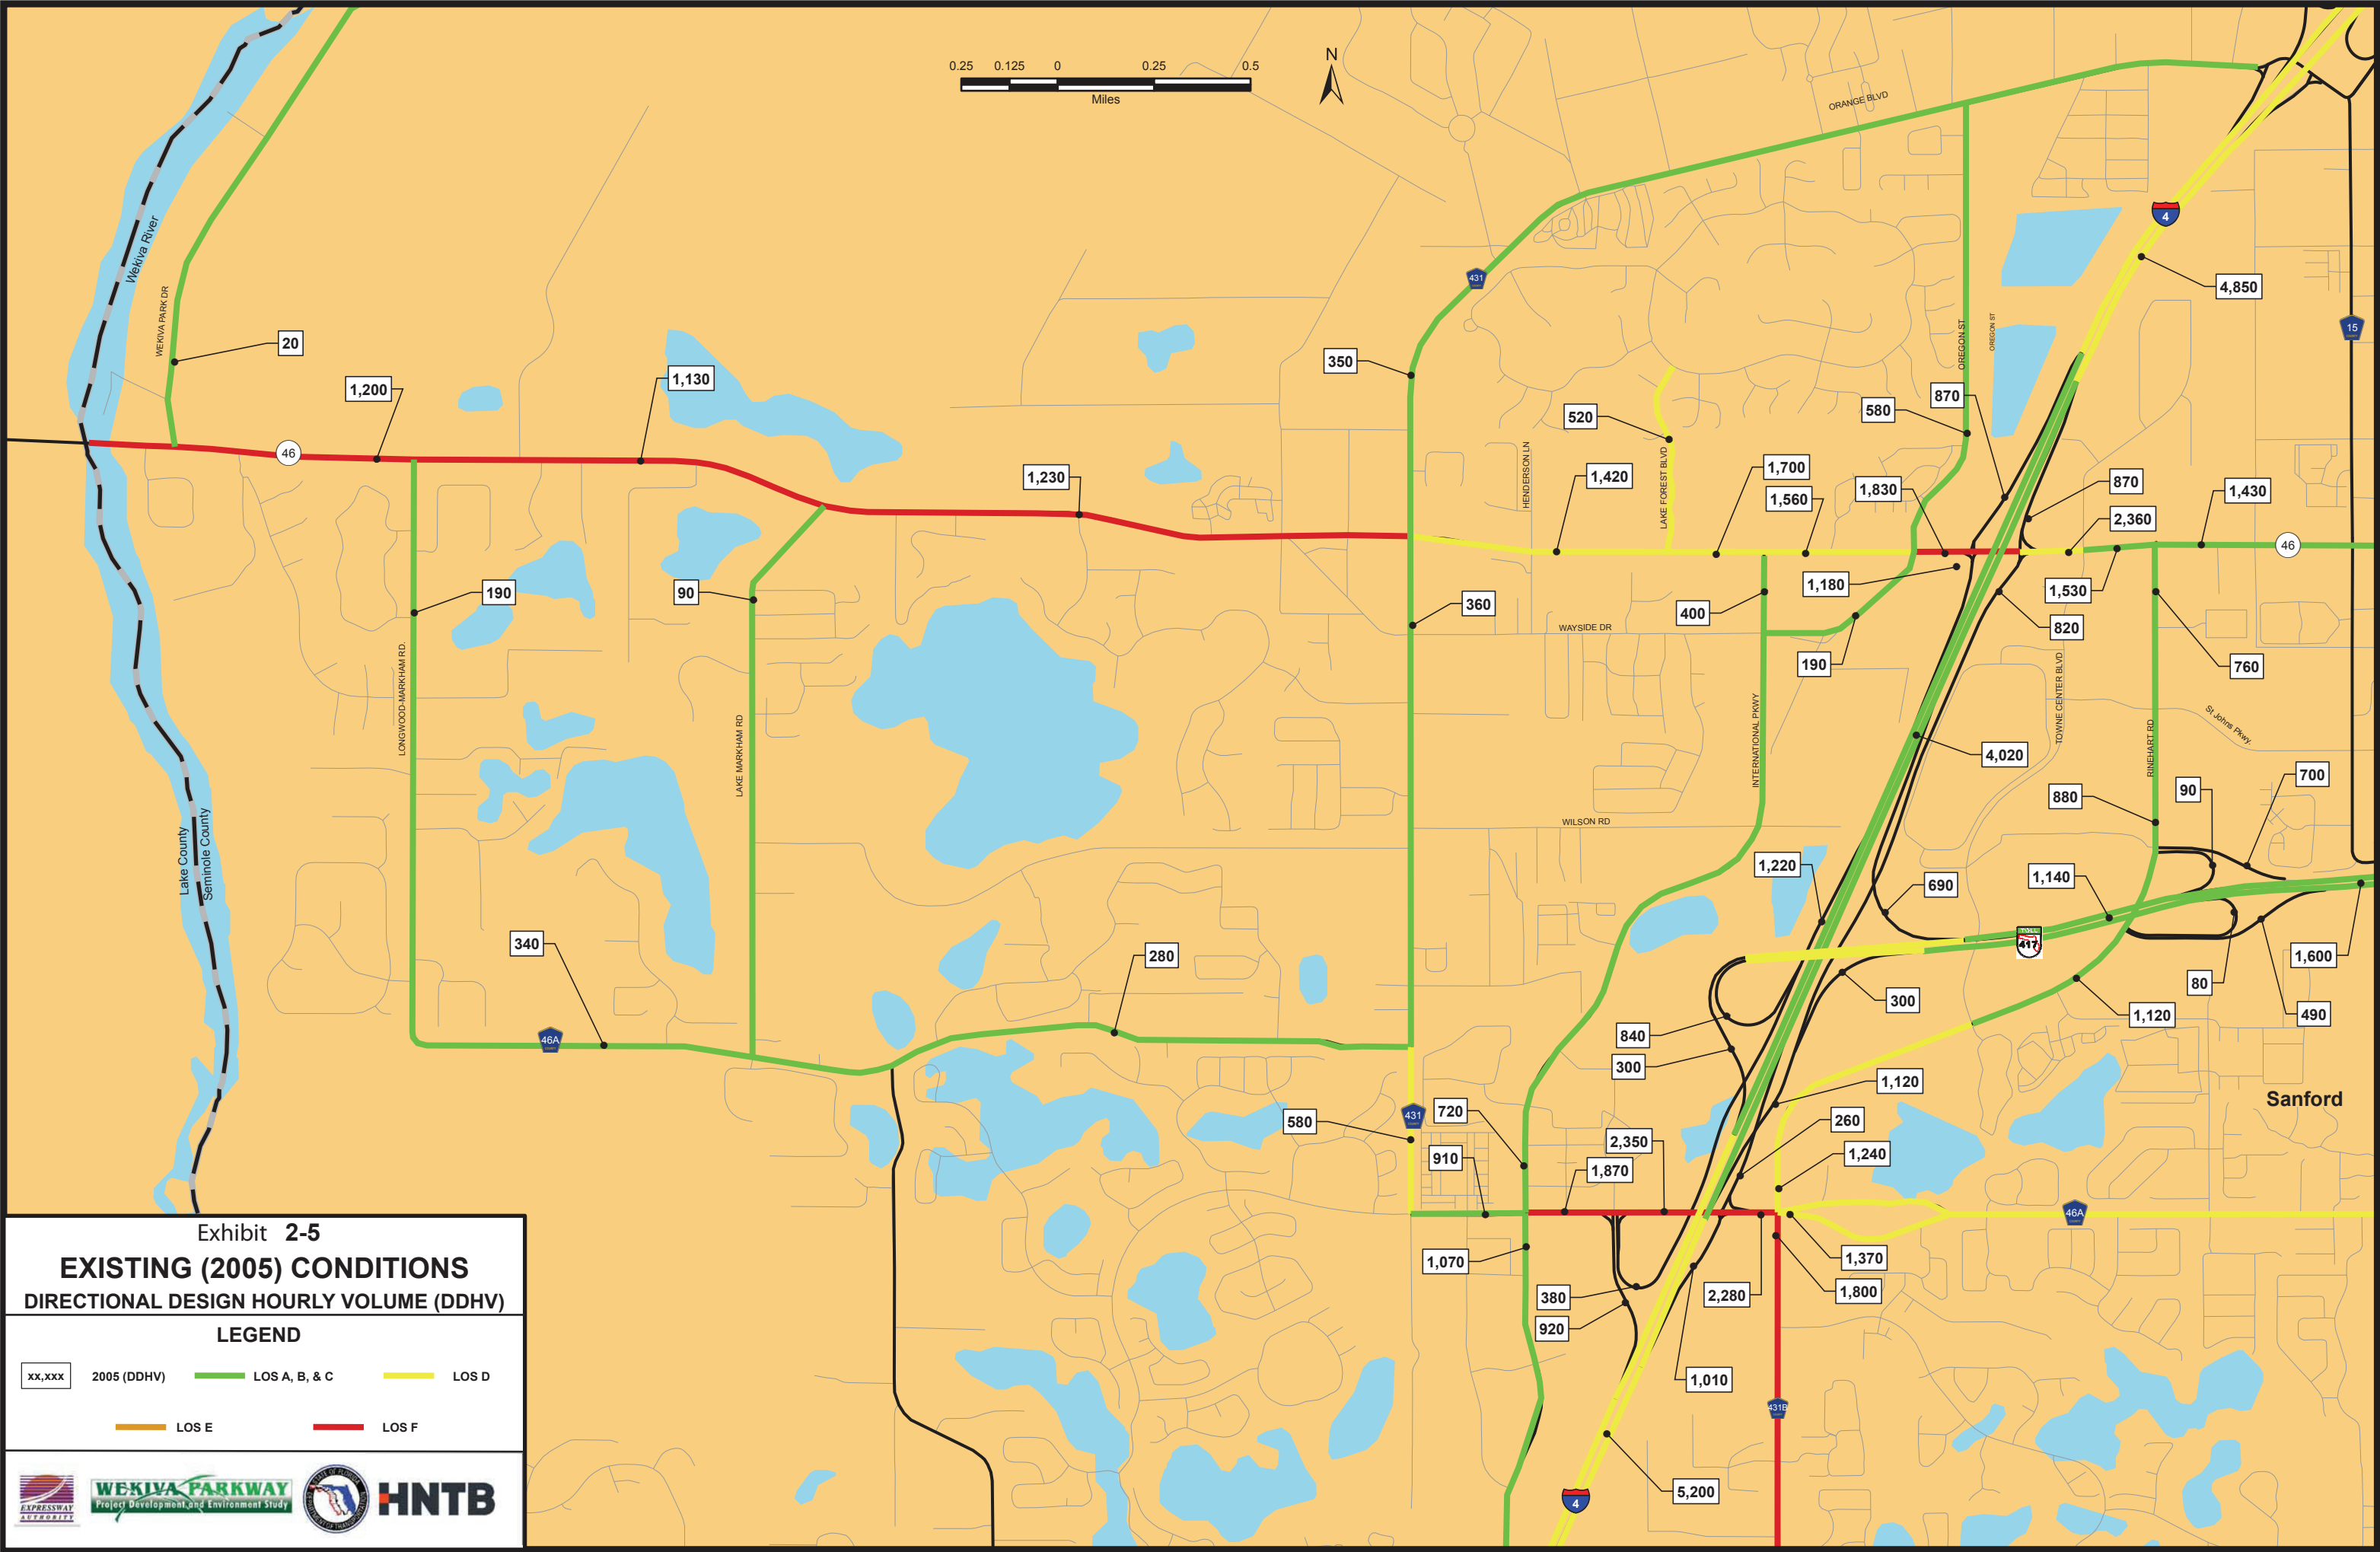 0.25 0.125 0 0.25 0.5
Miles
N
ORANGE BLVD
4
4,850
15
431
Wekiva River
WEKIVA PARK DR
20
1,200
1,130
46
350
520
580
870
OREGON ST
OREGON ST
1,230
HENDERSON LN
1,420
LAKE FOREST BLVD
1,700
1,560
1,830
870
2,360
1,430
46
190
90
360
400
1,180
1,530
820
WAYSIDE DR
190
760
LONGWOOD-MARKHAM RD.
LAKE MARKHAM RD
INTERNATIONAL PKWY
TOWNE CENTER BLVD
RINEHART RD
St Johns Pkwy.
4,020
700
90
880
WILSON RD
Lake County
Seminole County
1,220
690
1,140
TOLL
417
340
280
1,600
80
490
300
1,120
46A
840
300
1,120
Sanford
431
580
720
910
2,350
1,870
260
1,240
46A
1,070
1,370
380
2,280
1,800
920
1,010
431B
5,200
4
Exhibit 2-5
EXISTING (2005) CONDITIONS
DIRECTIONAL DESIGN HOURLY VOLUME (DDHV)
LEGEND
xx,xxx 2005 (DDHV) LOS A, B, & C LOS D
LOS E LOS F
EXPRESSWAY
AUTHORITY
WEKIVA PARKWAY
Project Development and Environment Study
HNTB